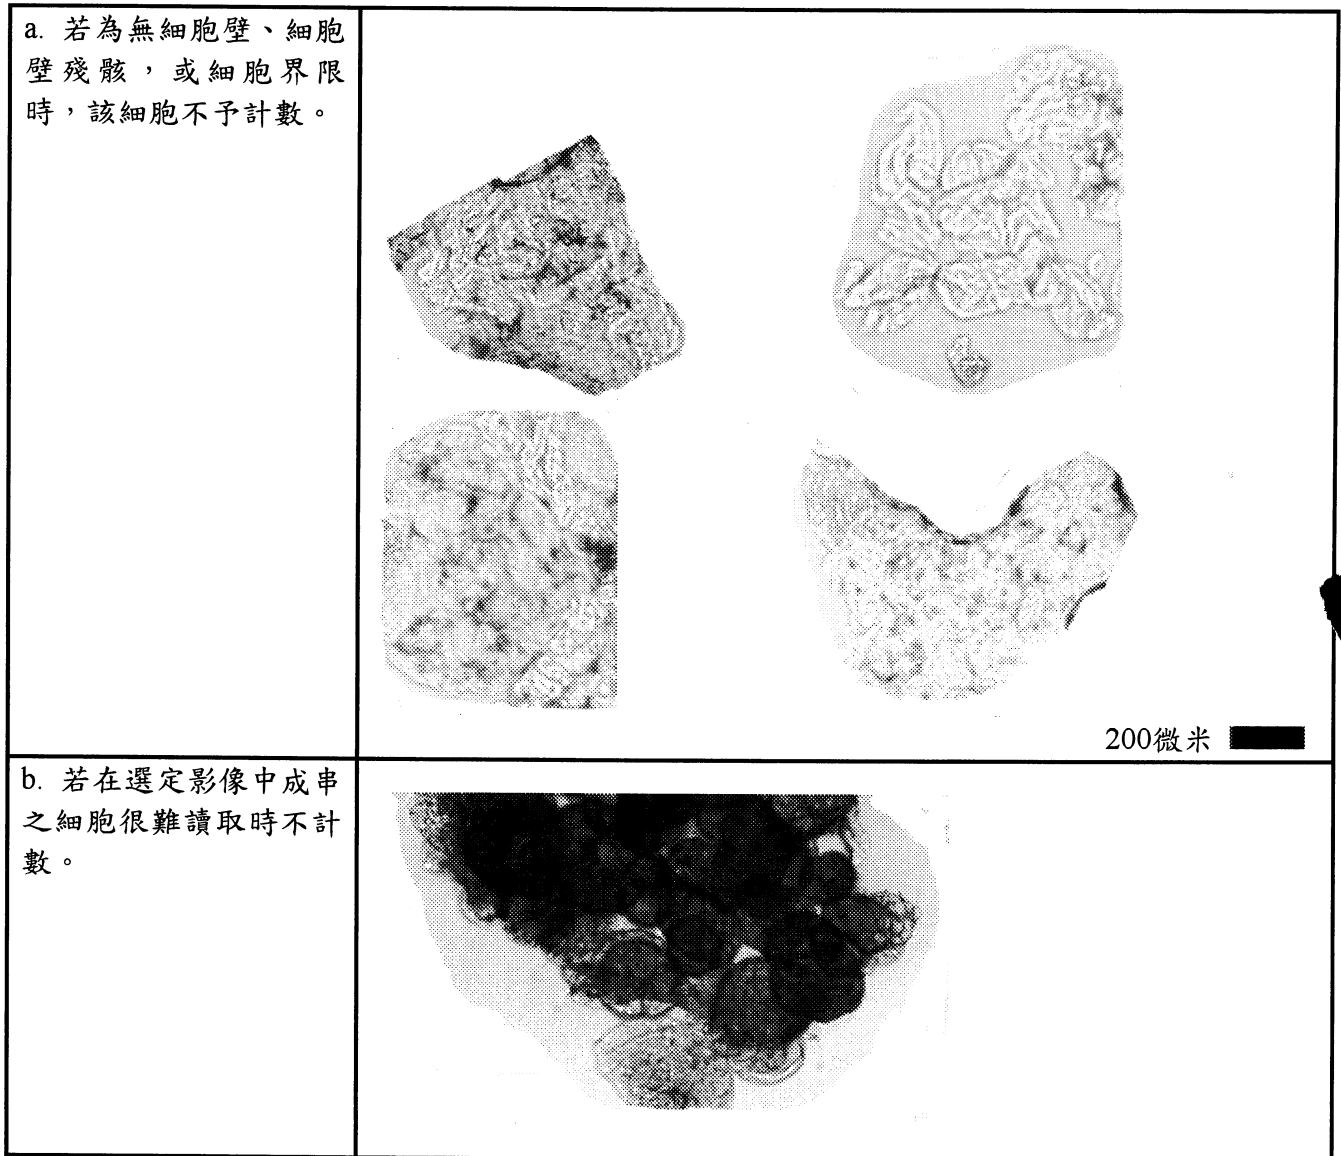 a. 若為無細胞壁、細胞
壁殘骸，或細胞界限
時，該細胞不予計數。
200微米
b. 若在選定影像中成串
之細胞很難讀取時不計
數。